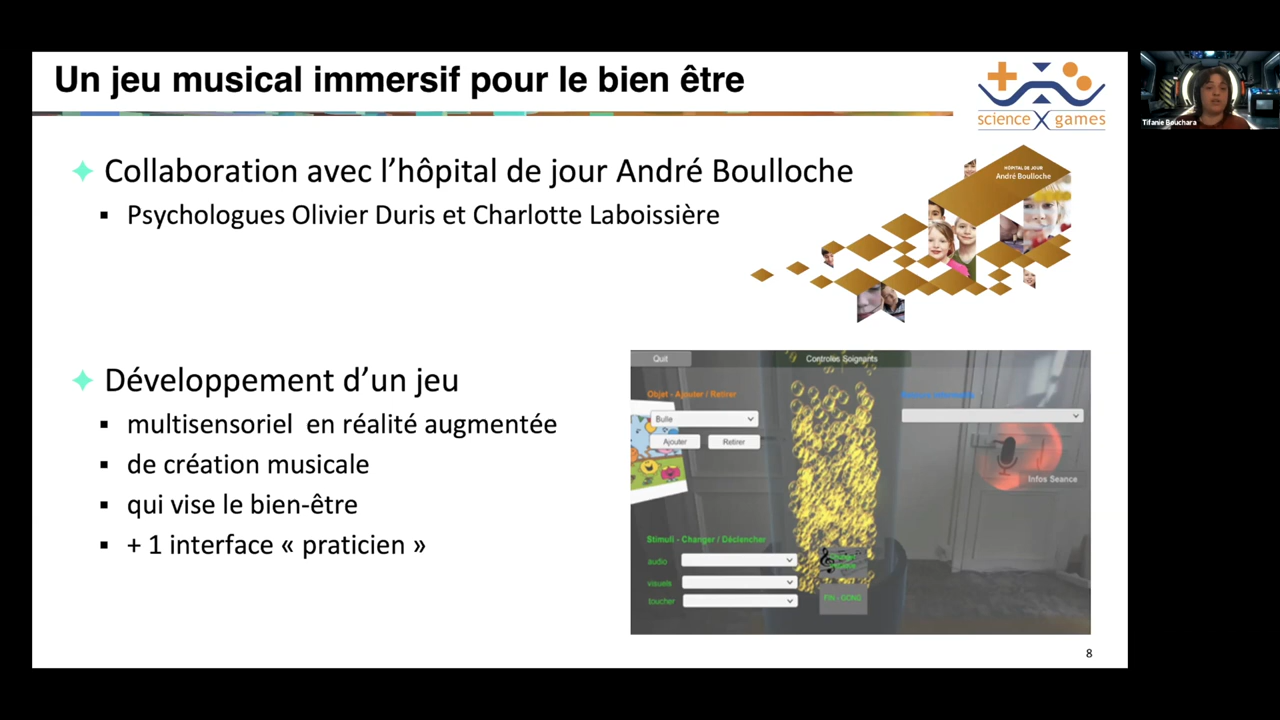 Un jeu musical immersif pour le bien être
science X games
Tifanie Bouchara
Collaboration avec l'hôpital de jour André Boulloche
Psychologues Olivier Duris et Charlotte Laboissière
HÔPITAL DE JOUR
André Boulloche
Développement d'un jeu
multisensoriel en réalité augmentée
de création musicale
qui vise le bien-être
+ 1 interface « praticien »
Quit
Controles Soignants
Objet - Ajouter / Retirer
Bulle
Ajouter
Retirer
Infos Seance
Stimuli - Changer / Déclencher
audio
visuels
toucher
FIN - GONG
8